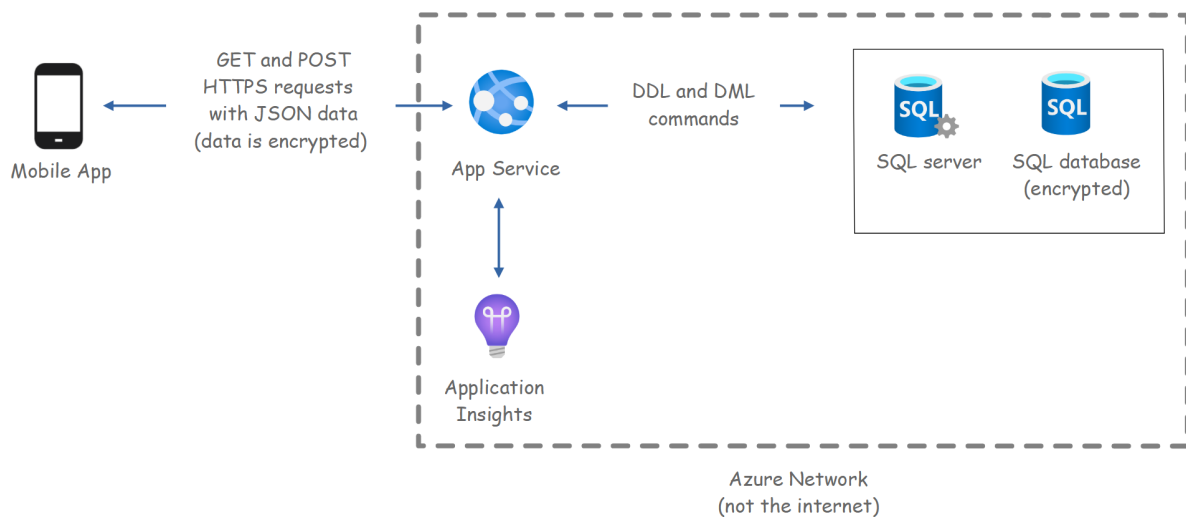 GET and POST
HTTPS requests
with JSON data
(data is encrypted)
Mobile App
App Service
DDL and DML
commands
SQL
SQL
SQL server
SQL database
(encrypted)
Application
Insights
Azure Network
(not the internet)